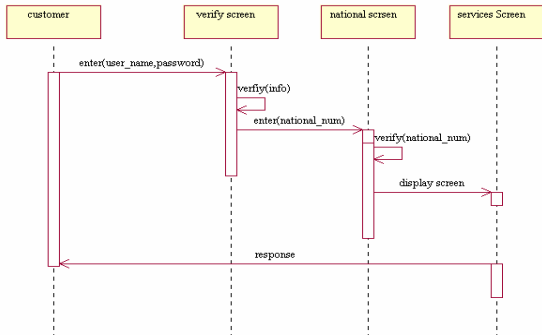 customer
verify screen
national scrsen
services Screen
enter(user_name,password)
verfiy(info)
enter(national_num)
verify(national_num)
display screen
response